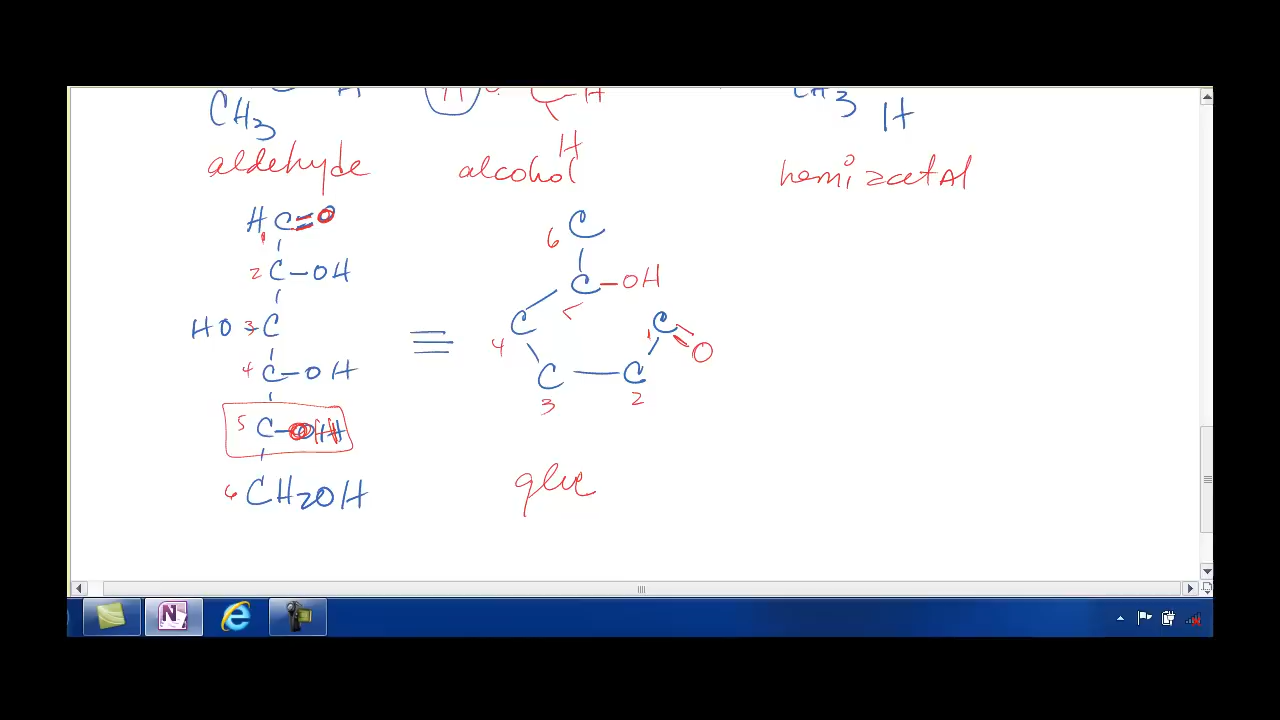 CH3 H
aldehyde alcohol hemiacetal
H C=O
1
2 C-OH
HO 3 C
4 C-OH
5 C-OH
6 CH2OH
6 C
5 C-OH
4 C
3 C
2 C
1 C=O
gluc